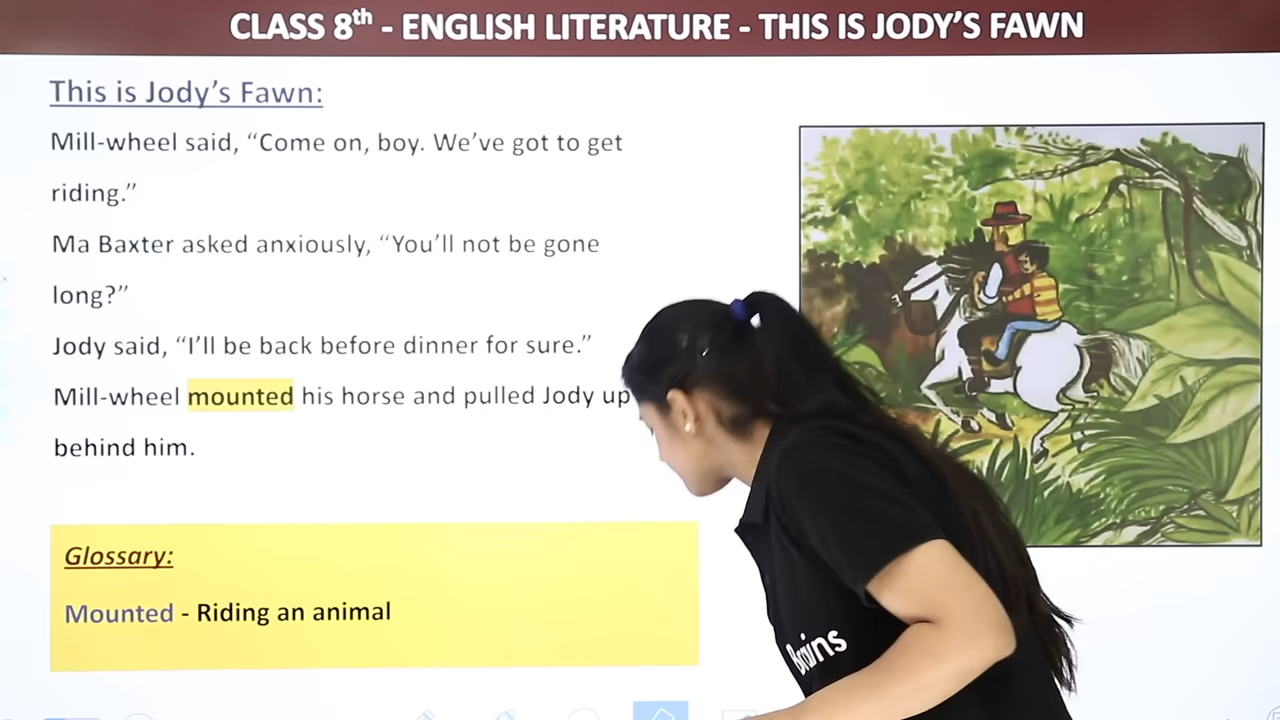 CLASS 8th - ENGLISH LITERATURE - THIS IS JODY'S FAWN
This is Jody's Fawn:
Mill-wheel said, “Come on, boy. We've got to get
riding.”
Ma Baxter asked anxiously, “You'll not be gone
long?”
Jody said, “I'll be back before dinner for sure.”
Mill-wheel mounted his horse and pulled Jody up
behind him.
Glossary:
Mounted - Riding an animal
Brains